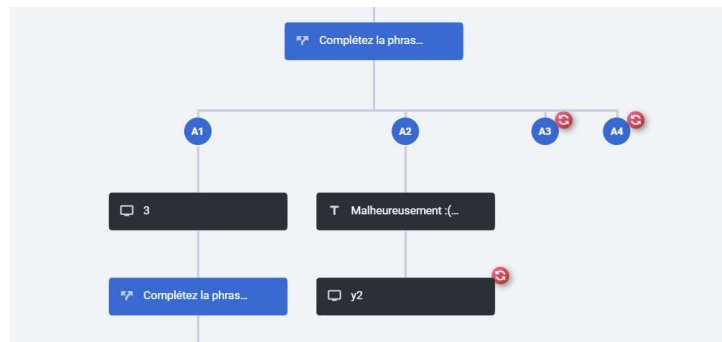 Complétez la phras...
A1
A2
A3
A4
3
T Malheureusement :(...
Complétez la phras...
y2